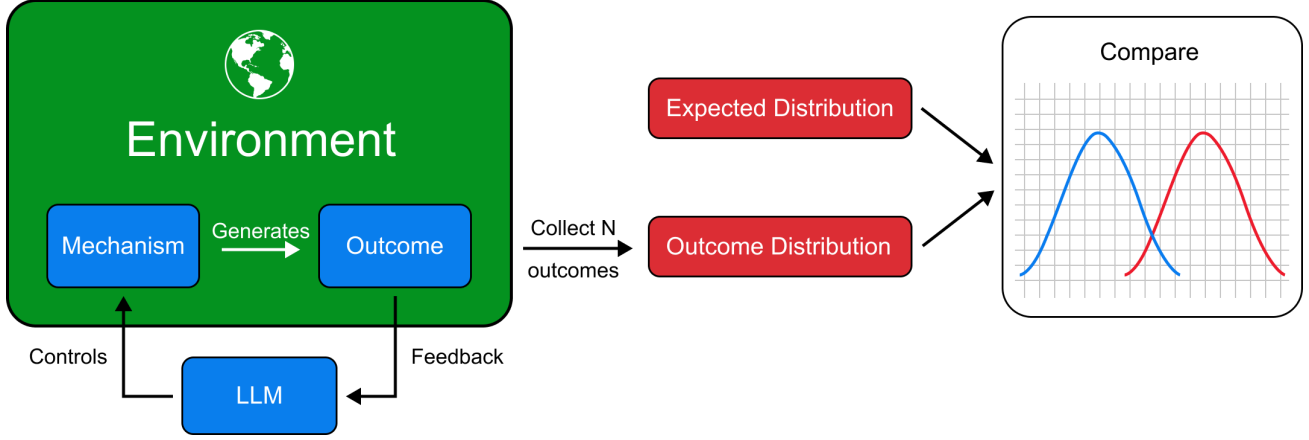 Environment
Mechanism
Generates
Outcome
Controls
Feedback
LLM
Collect N
outcomes
Expected Distribution
Outcome Distribution
Compare